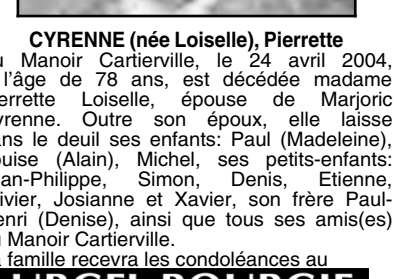 CYRENNE (née Loiselle), Pierrette
u Manoir Cartierville, le 24 avril 2004,
l'âge de 78 ans, est décédée madame
errette Loiselle, épouse de Marjoric
yrenne. Outre son époux, elle laisse
ans le deuil ses enfants: Paul (Madeleine),
ouise (Alain), Michel, ses petits-enfants:
an-Philippe, Simon, Denis, Etienne,
ivier, Josianne et Xavier, son frère Paul-
enri (Denise), ainsi que tous ses amis(es)
u Manoir Cartierville.
a famille recevra les condoléances au